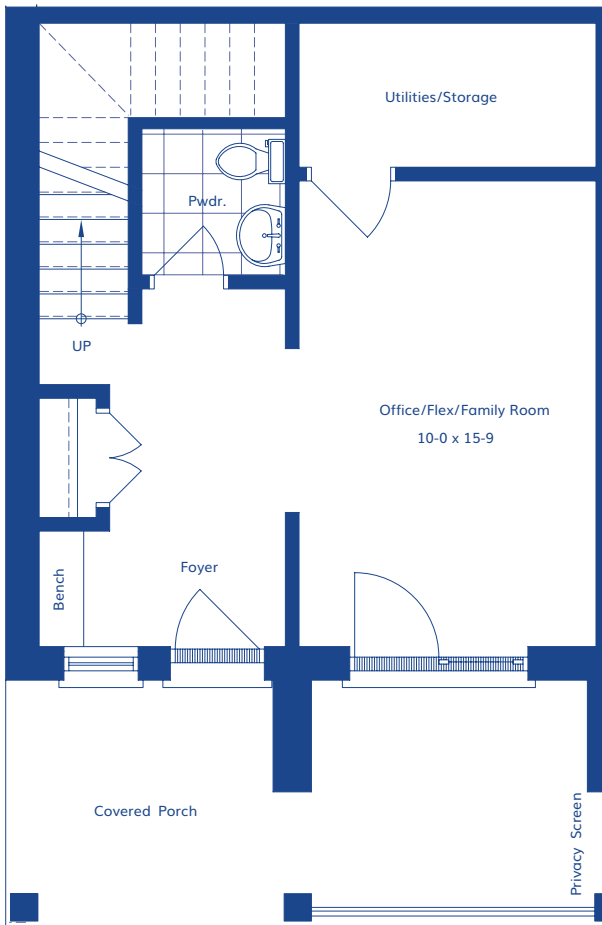 Utilities/Storage
Pwdr.
UP
Office/Flex/Family Room
10-0 x 15-9
Foyer
Bench
Covered Porch
Privacy Screen